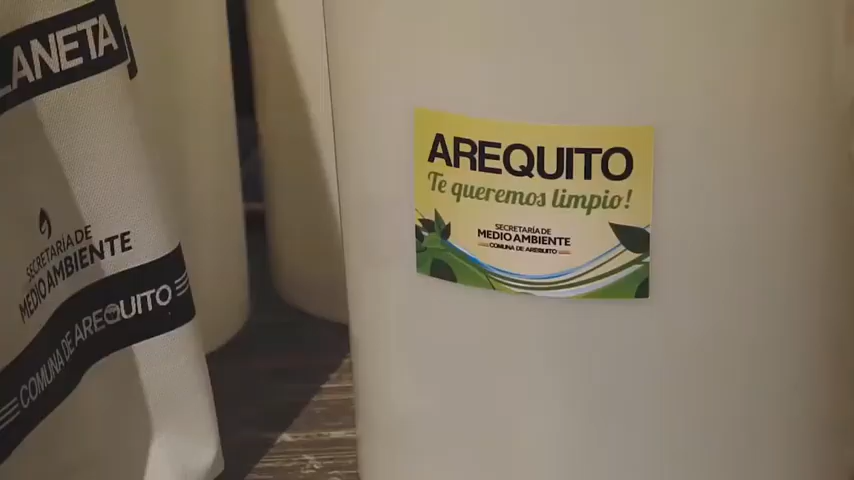 LANETA
SECRETARÍA DE
MEDIO AMBIENTE
COMUNA DE AREQUITO
AREQUITO
Te queremos limpio!
SECRETARÍA DE
MEDIO AMBIENTE
COMUNA DE AREQUITO